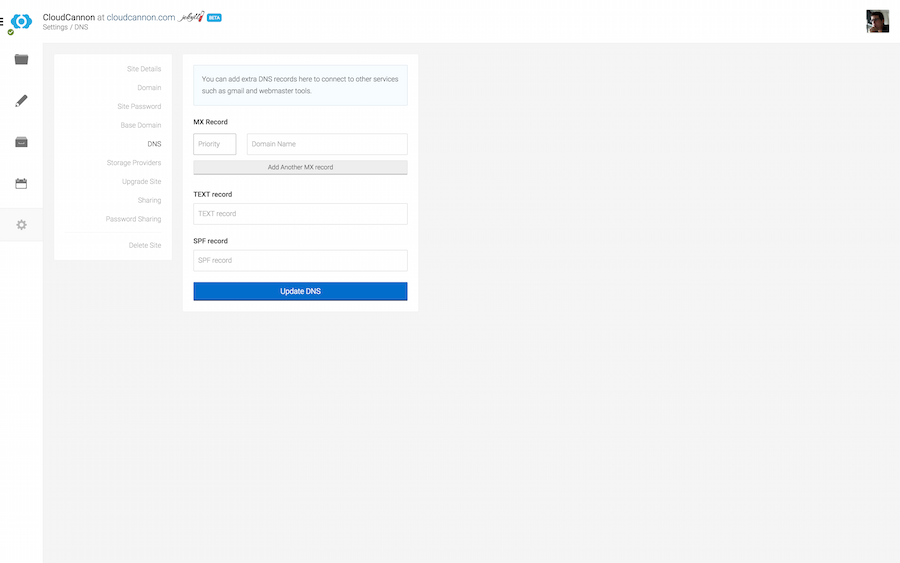 CloudCannon at cloudcannon.com jekyll BETA
Settings / DNS
Site Details
Domain
Site Password
Base Domain
DNS
Storage Providers
Upgrade Site
Sharing
Password Sharing
Delete Site
You can add extra DNS records here to connect to other services
such as gmail and webmaster tools.
MX Record
Priority Domain Name
Add Another MX record
TEXT record
TEXT record
SPF record
SPF record
Update DNS